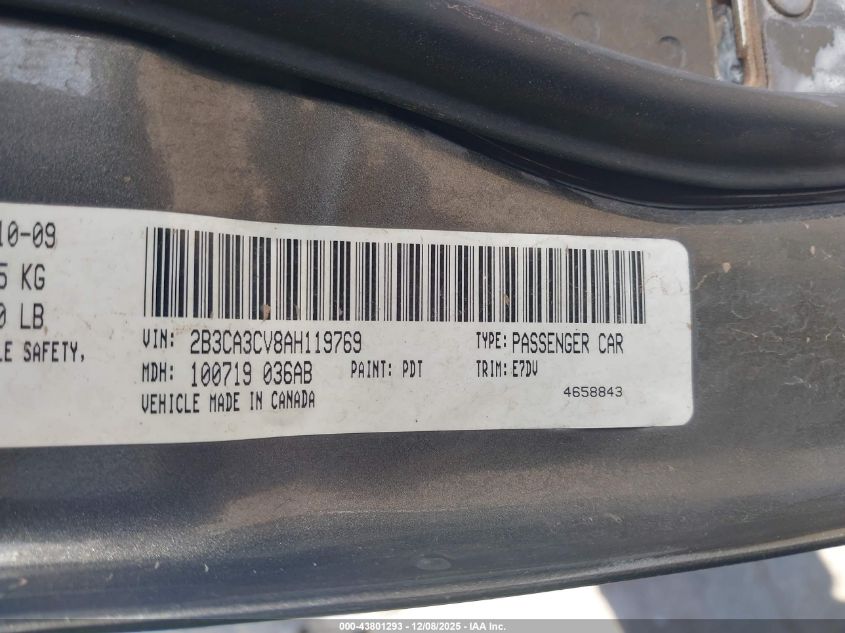 10-09
5 KG
0 LB
LE SAFETY,
VIN: 2B3CA3CV8AH119769 TYPE: PASSENGER CAR
MDH: 100719 036AB PAINT: PDT TRIM: E7DV
VEHICLE MADE IN CANADA 4658843
000-43801293 - 12/08/2025 - IAA Inc.